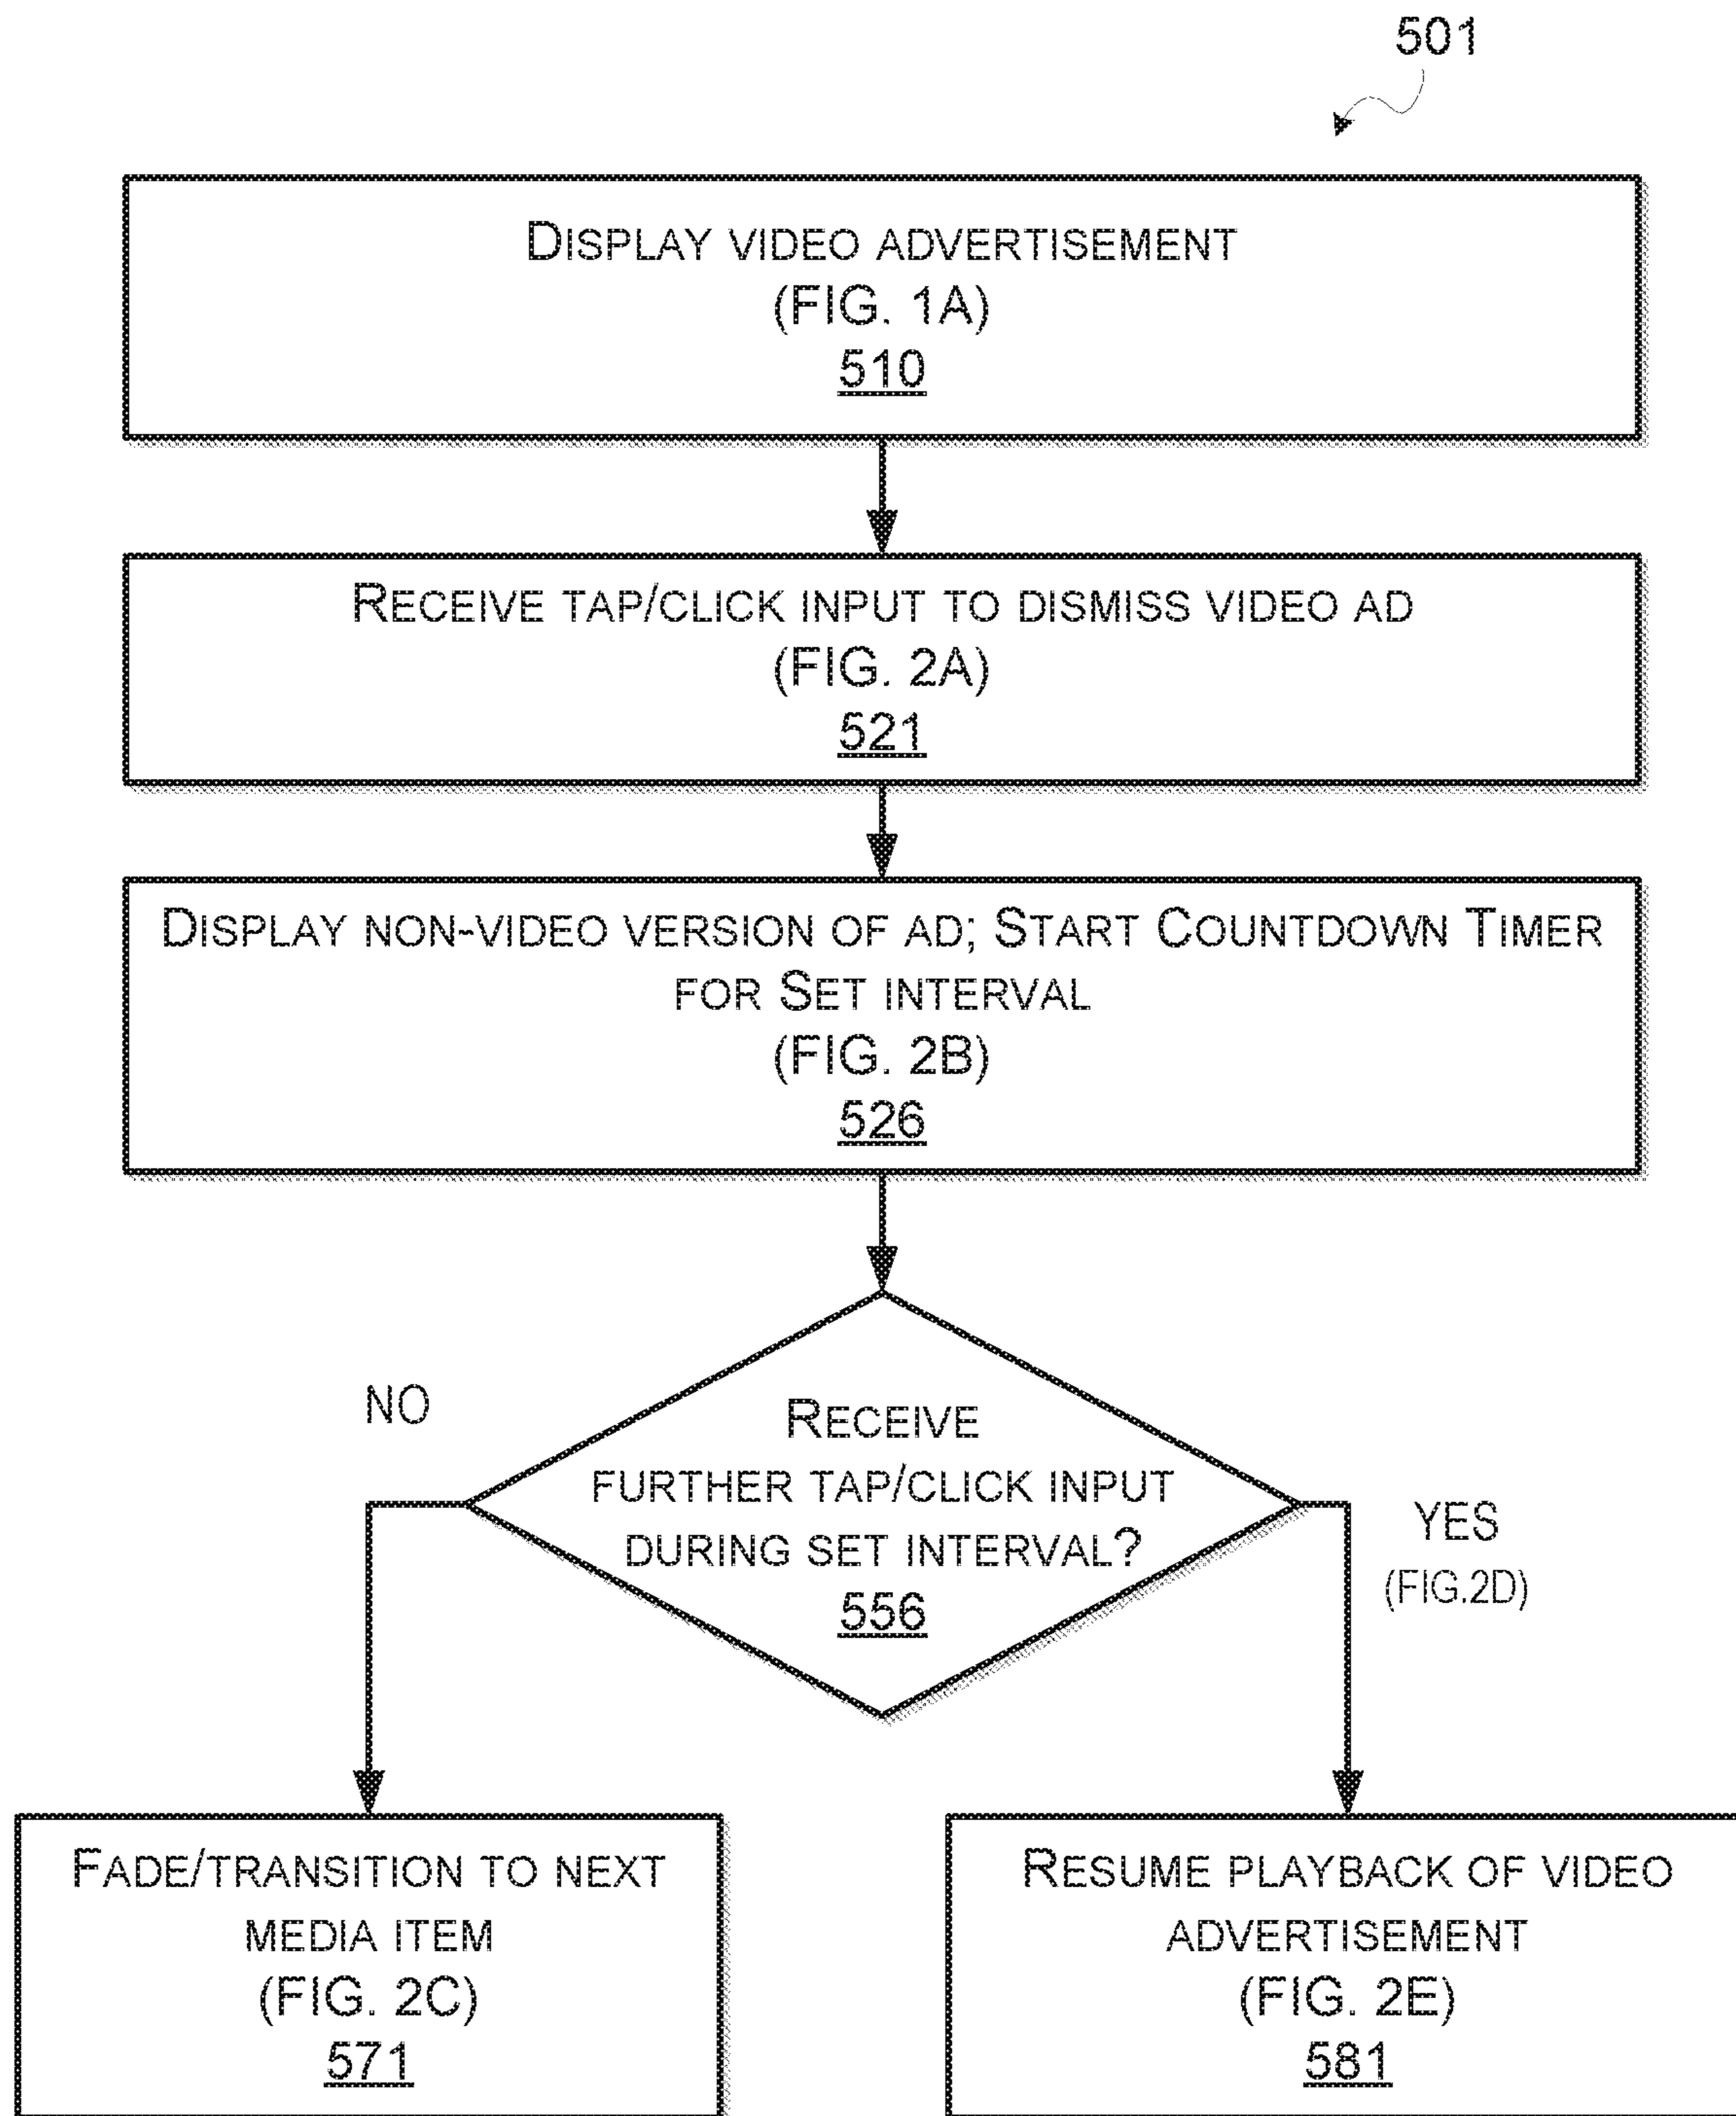 501
DISPLAY VIDEO ADVERTISEMENT
(FIG. 1A)
510
RECEIVE TAP/CLICK INPUT TO DISMISS VIDEO AD
(FIG. 2A)
521
DISPLAY NON-VIDEO VERSION OF AD; START COUNTDOWN TIMER
FOR SET INTERVAL
(FIG. 2B)
526
RECEIVE
FURTHER TAP/CLICK INPUT
DURING SET INTERVAL?
556
NO
YES
(FIG.2D)
FADE/TRANSITION TO NEXT
MEDIA ITEM
(FIG. 2C)
571
RESUME PLAYBACK OF VIDEO
ADVERTISEMENT
(FIG. 2E)
581